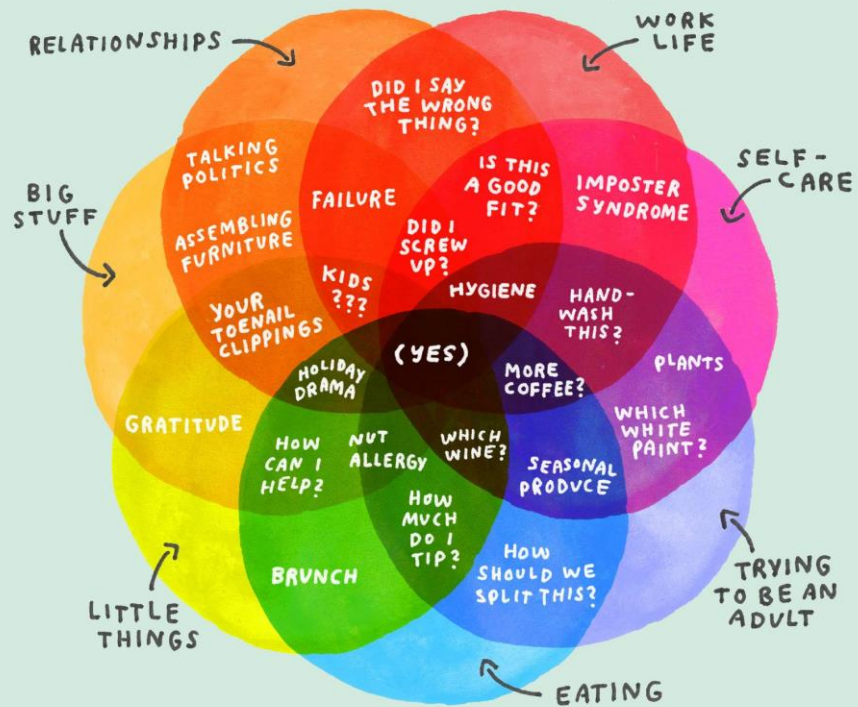 RELATIONSHIPS
WORK
LIFE
DID I SAY
THE WRONG
THING?
TALKING
POLITICS
IS THIS
A GOOD
FIT?
IMPOSTER
SYNDROME
SELF-
CARE
BIG
STUFF
FAILURE
ASSEMBLING
FURNITURE
DID I
SCREW
UP?
KIDS
???
HYGIENE
HAND-
WASH
THIS?
YOUR
TOENAIL
CLIPPINGS
(YES)
HOLIDAY
DRAMA
MORE
COFFEE?
PLANTS
GRATITUDE
HOW
CAN I
HELP?
NUT
ALLERGY
WHICH
WINE?
SEASONAL
PRODUCE
WHICH
WHITE
PAINT?
HOW
MUCH
DO I
TIP?
BRUNCH
HOW
SHOULD WE
SPLIT THIS?
LITTLE
THINGS
TRYING
TO BE AN
ADULT
EATING